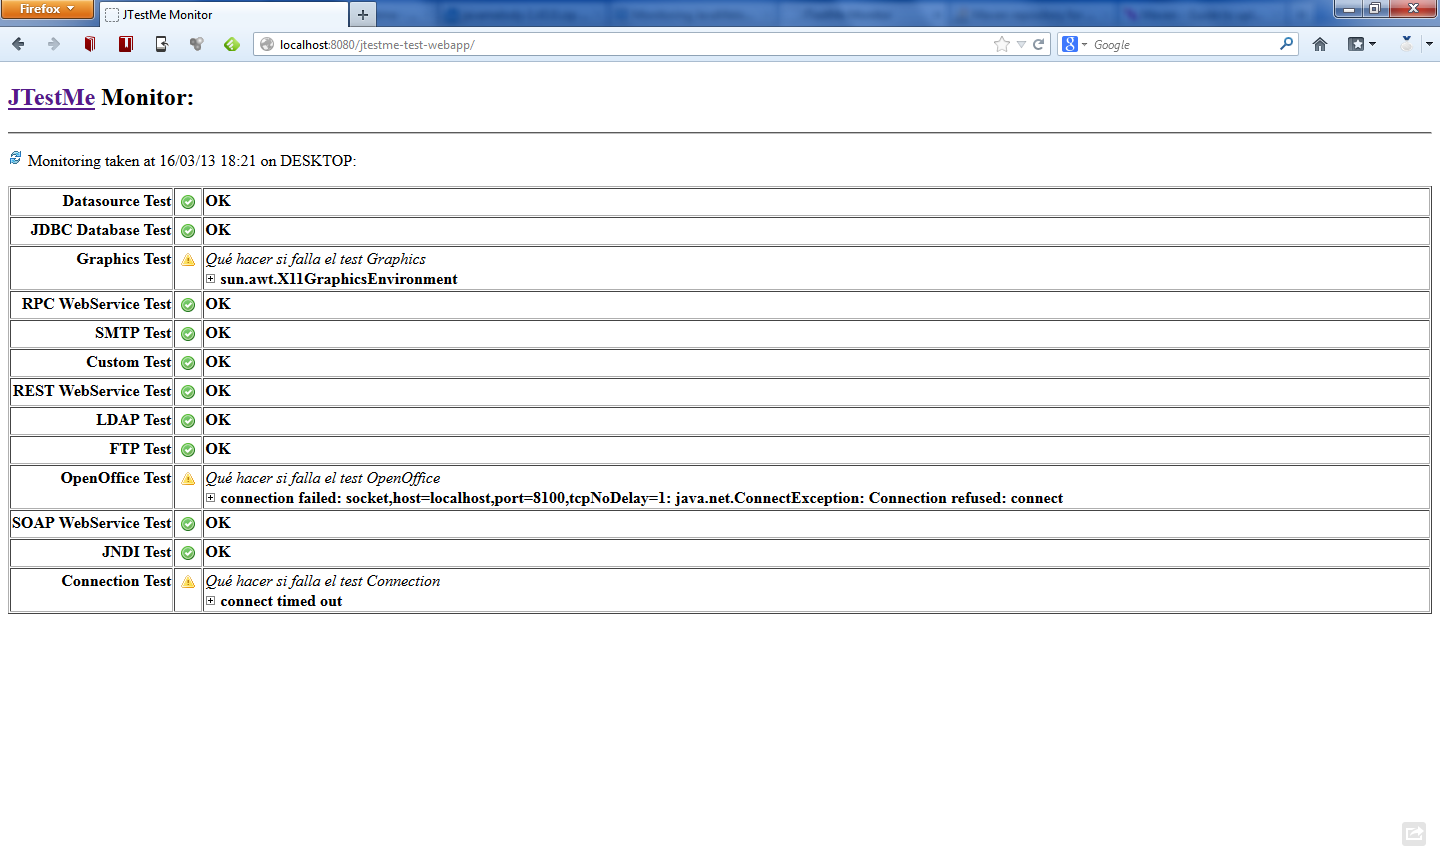 Firefox
JTestMe Monitor
localhost:8080/jtestme-test-webapp/
Google
JTestMe Monitor:
Monitoring taken at 16/03/13 18:21 on DESKTOP:
Datasource Test OK
JDBC Database Test OK
Graphics Test Qué hacer si falla el test Graphics
sun.awt.X11GraphicsEnvironment
RPC WebService Test OK
SMTP Test OK
Custom Test OK
REST WebService Test OK
LDAP Test OK
FTP Test OK
OpenOffice Test Qué hacer si falla el test OpenOffice
connection failed: socket,host=localhost,port=8100,tcpNoDelay=1: java.net.ConnectException: Connection refused: connect
SOAP WebService Test OK
JNDI Test OK
Connection Test Qué hacer si falla el test Connection
connect timed out